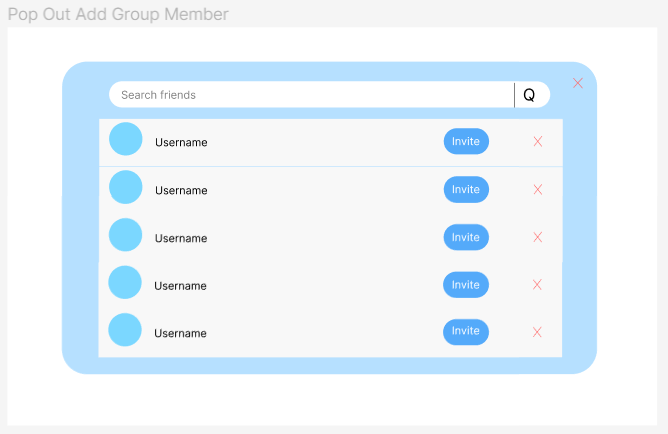 Pop Out Add Group Member
X
Search friends Q
Username Invite X
Username Invite X
Username Invite X
Username Invite X
Username Invite X